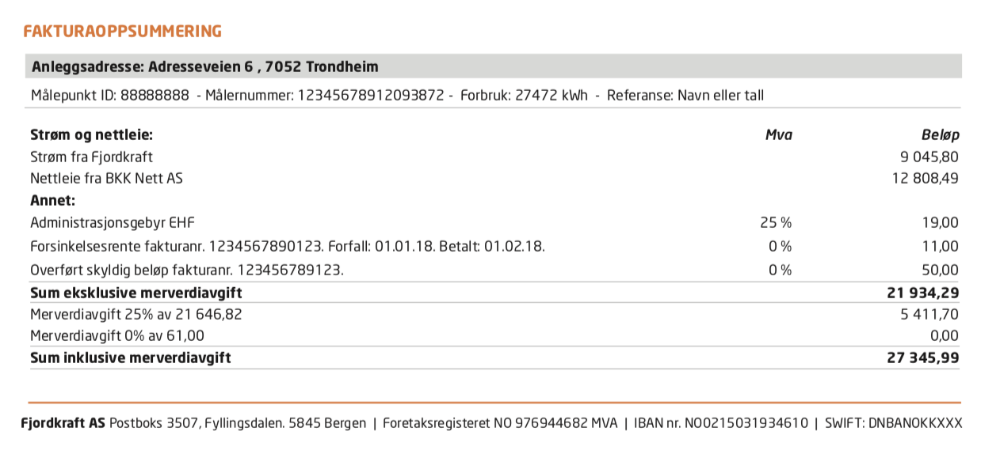 FAKTURAOPPSUMMERING
Anleggsadresse: Adresseveien 6 , 7052 Trondheim
Målepunkt ID: 88888888 - Målernummer: 12345678912093872 - Forbruk: 27472 kWh - Referanse: Navn eller tall
Strøm og nettleie: Mva Beløp
Strøm fra Fjordkraft 9 045,80
Nettleie fra BKK Nett AS 12 808,49
Annet:
Administrasjonsgebyr EHF 25 % 19,00
Forsinkelsesrente fakturanr. 1234567890123. Forfall: 01.01.18. Betalt: 01.02.18. 0 % 11,00
Overført skyldig beløp fakturanr. 123456789123. 0 % 50,00
Sum eksklusive merverdiavgift 21 934,29
Merverdiavgift 25% av 21 646,82 5 411,70
Merverdiavgift 0% av 61,00 0,00
Sum inklusive merverdiavgift 27 345,99
Fjordkraft AS Postboks 3507, Fyllingsdalen. 5845 Bergen | Foretaksregisteret NO 976944682 MVA | IBAN nr. NO0215031934610 | SWIFT: DNBANOKKXXX